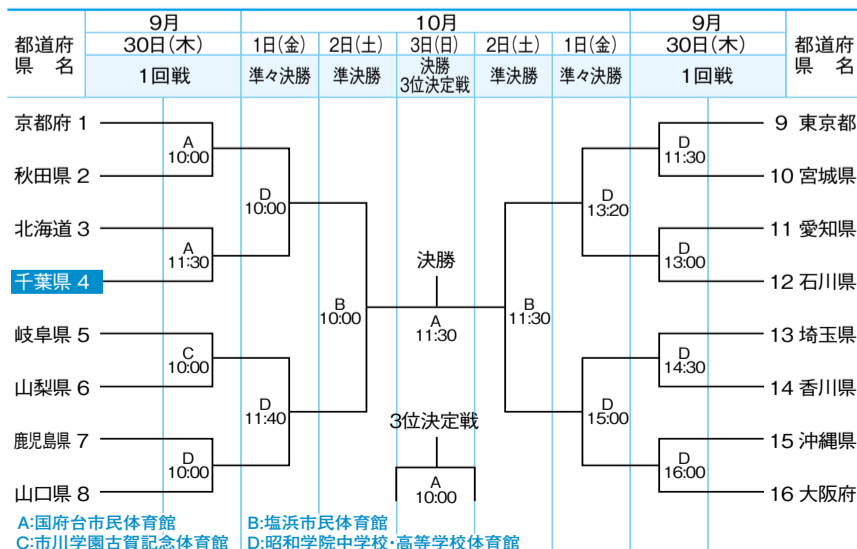 都道府県名 9月 10月 9月 都道府県名
30日(木) 1日(金) 2日(土) 3日(日) 2日(土) 1日(金) 30日(木)
1回戦 準々決勝 準決勝 決勝 3位決定戦 準決勝 準々決勝 1回戦
京都府 1
A 10:00
秋田県 2
D 10:00
北海道 3
A 11:30
千葉県 4
B 10:00
岐阜県 5
C 10:00
山梨県 6
D 11:40
鹿児島県 7
D 10:00
山口県 8
決勝
A 11:30
3位決定戦
A 10:00
9 東京都
D 11:30
10 宮城県
D 13:20
11 愛知県
D 13:00
12 石川県
B 11:30
13 埼玉県
D 14:30
14 香川県
D 15:00
15 沖縄県
D 16:00
16 大阪府
A:国府台市民体育館 B:塩浜市民体育館
C:市川学園古賀記念体育館 D:昭和学院中学校・高等学校体育館